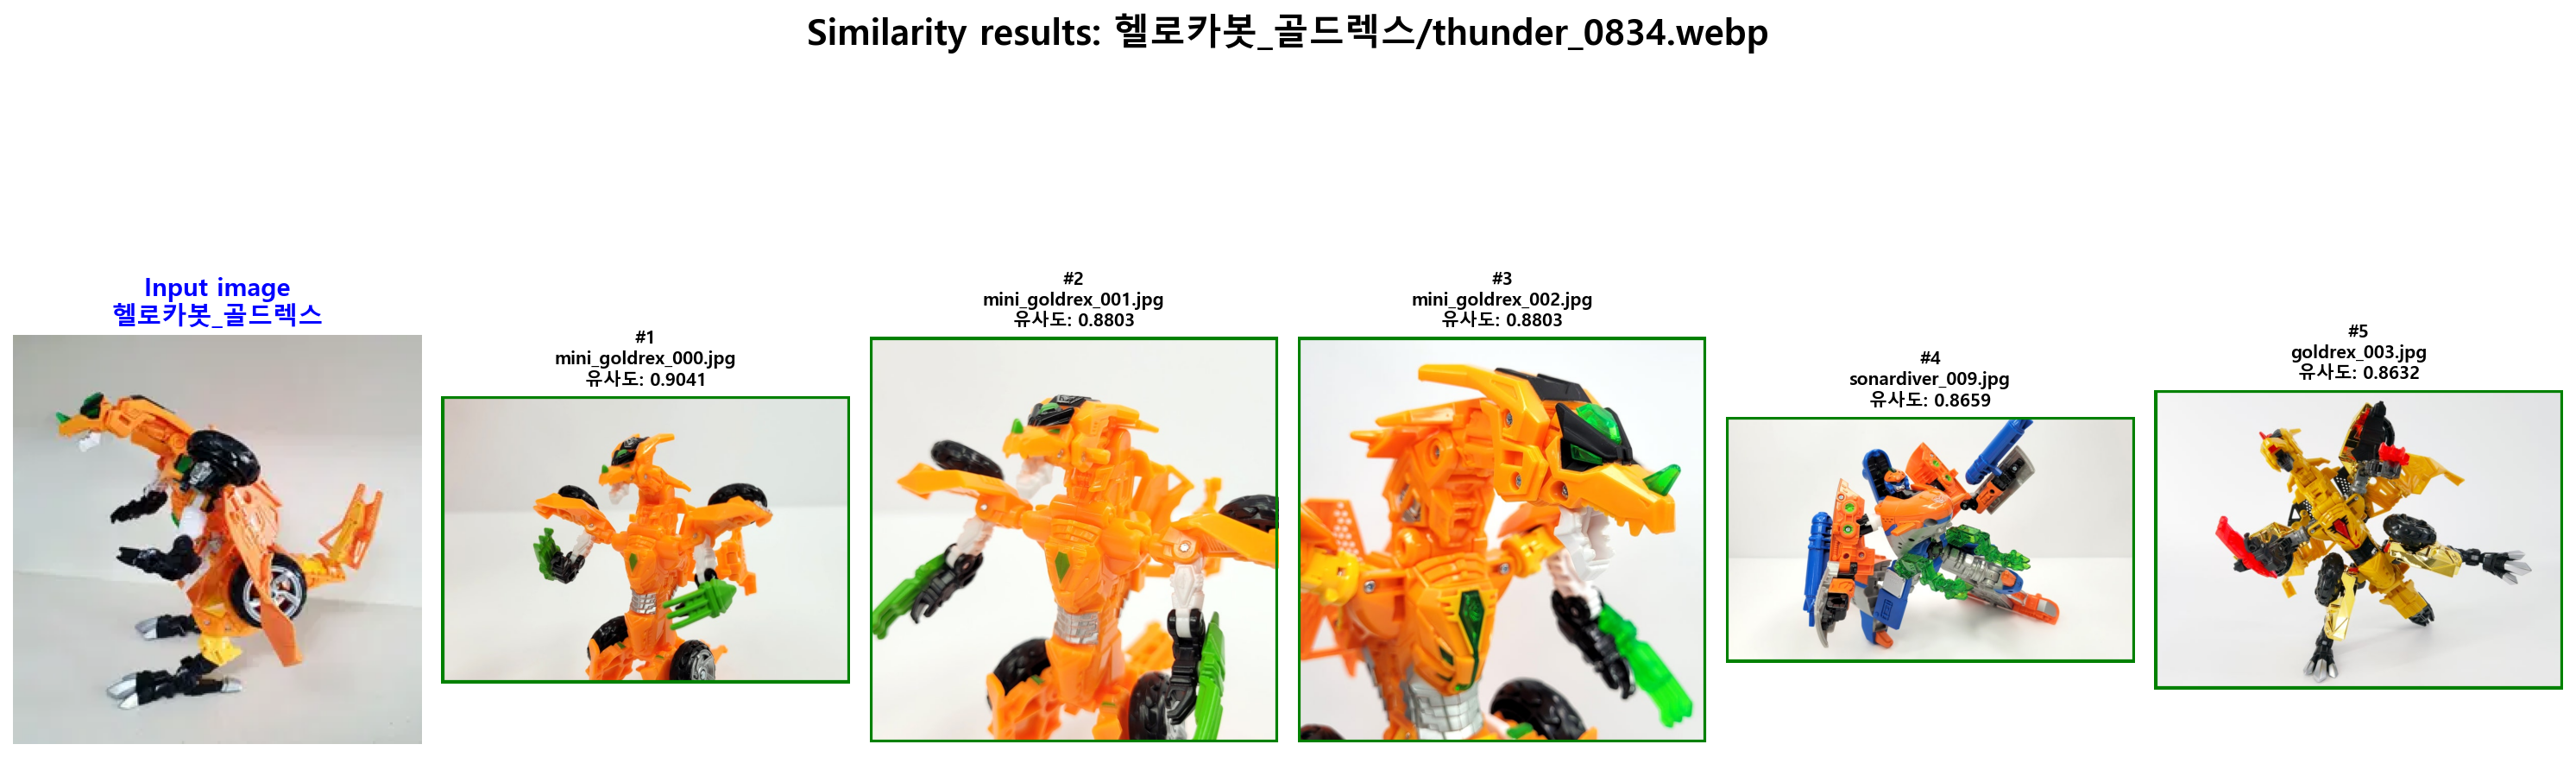 Similarity results: 헬로카봇_골드렉스/thunder_0834.webp
Input image
헬로카봇_골드렉스
#1
mini_goldrex_000.jpg
유사도: 0.9041
#2
mini_goldrex_001.jpg
유사도: 0.8803
#3
mini_goldrex_002.jpg
유사도: 0.8803
#4
sonardiver_009.jpg
유사도: 0.8659
#5
goldrex_003.jpg
유사도: 0.8632